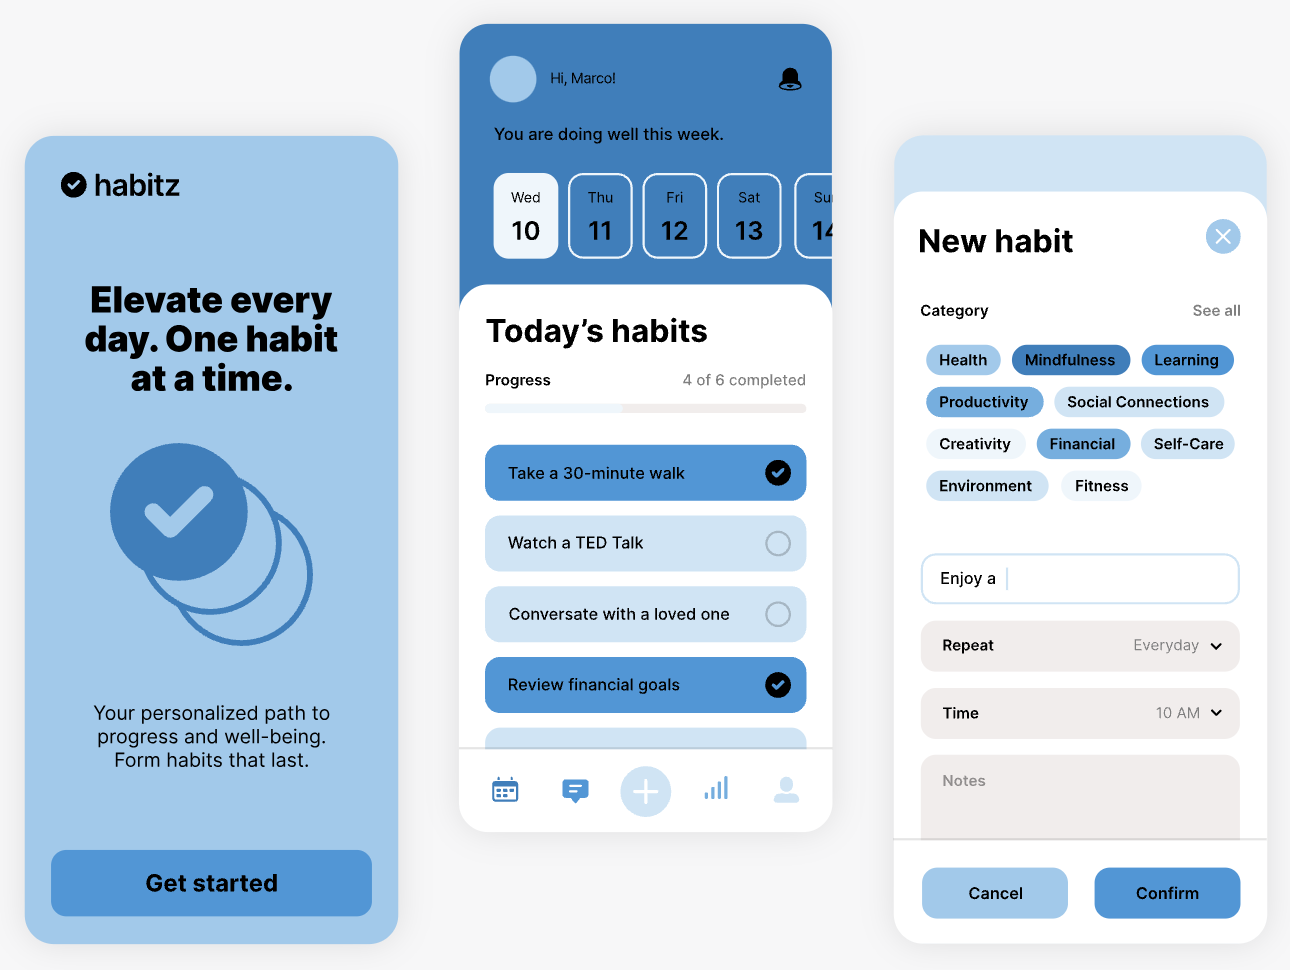 habitz
Elevate every
day. One habit
at a time.
Your personalized path to
progress and well-being.
Form habits that last.
Get started
Hi, Marco!
You are doing well this week.
Wed Thu Fri Sat Sun
10 11 12 13 14
Today’s habits
Progress 4 of 6 completed
Take a 30-minute walk
Watch a TED Talk
Conversate with a loved one
Review financial goals
New habit
Category See all
Health Mindfulness Learning
Productivity Social Connections
Creativity Financial Self-Care
Environment Fitness
Enjoy a
Repeat Everyday
Time 10 AM
Notes
Cancel Confirm